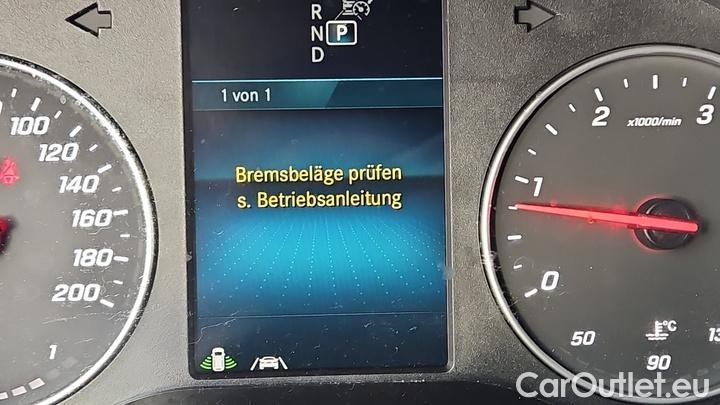 R
N P
D
1 von 1
Bremsbeläge prüfen
s. Betriebsanleitung
100
120
140
160
180
200
1
0
1
2
3
x1000/min
50
°C
90
CarOutlet.eu